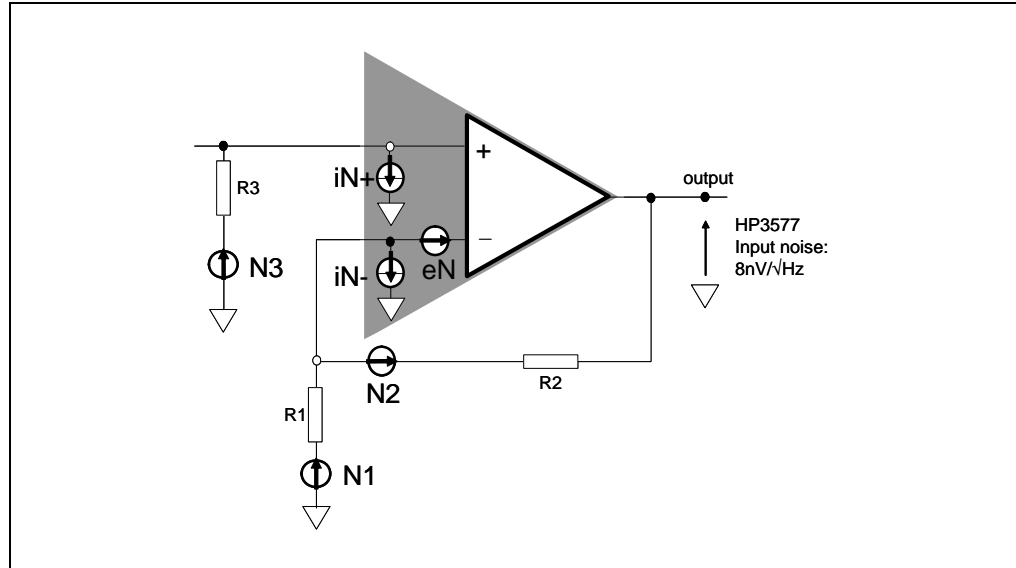 +
output
iN+
R3
HP3577
Input noise:
8nV/√Hz
N3
−
iN-
eN
N2
R2
R1
N1